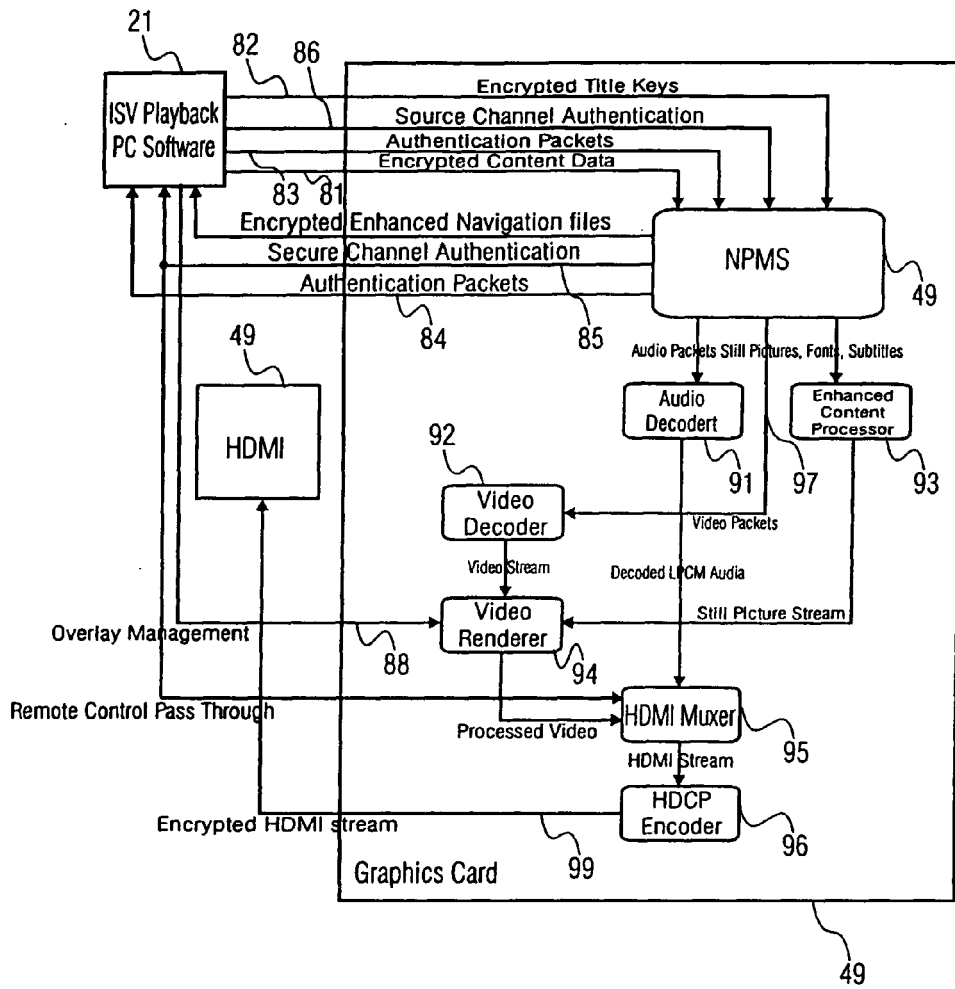 21
82
86
ISV Playback
PC Software
Encrypted Title Keys
Source Channel Authentication
Authentication Packets
Encrypted Content Data
83
81
Encrypted Enhanced Navigation files
Secure Channel Authentication
Authentication Packets
84
85
NPMS
49
49
HDMI
Audio Packets Still Pictures, Fonts, Subtitles
Audio
Decodert
Enhanced
Content
Processor
91
97
93
92
Video
Decoder
Video Packets
Video Stream
Decoded LPCM Audia
Video
Renderer
Still Picture Stream
Overlay Management
88
94
Remote Control Pass Through
Processed Video
HDMI Muxer
95
HDMI Stream
HDCP
Encoder
Encrypted HDMI stream
99
96
Graphics Card
49